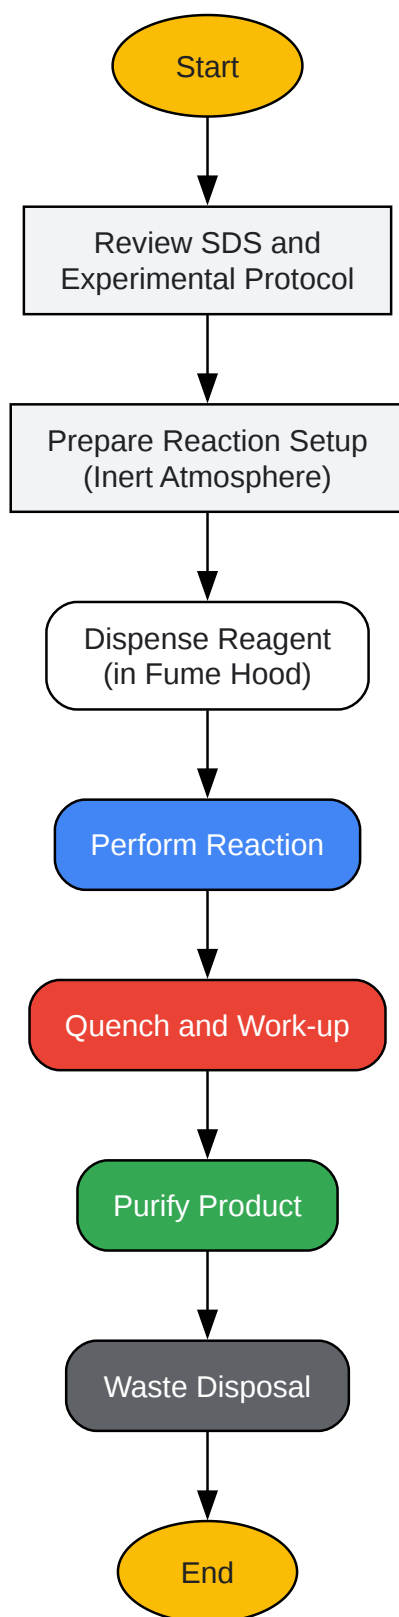 Start
Review SDS and
Experimental Protocol
Prepare Reaction Setup
(Inert Atmosphere)
Dispense Reagent
(in Fume Hood)
Perform Reaction
Quench and Work-up
Purify Product
Waste Disposal
End